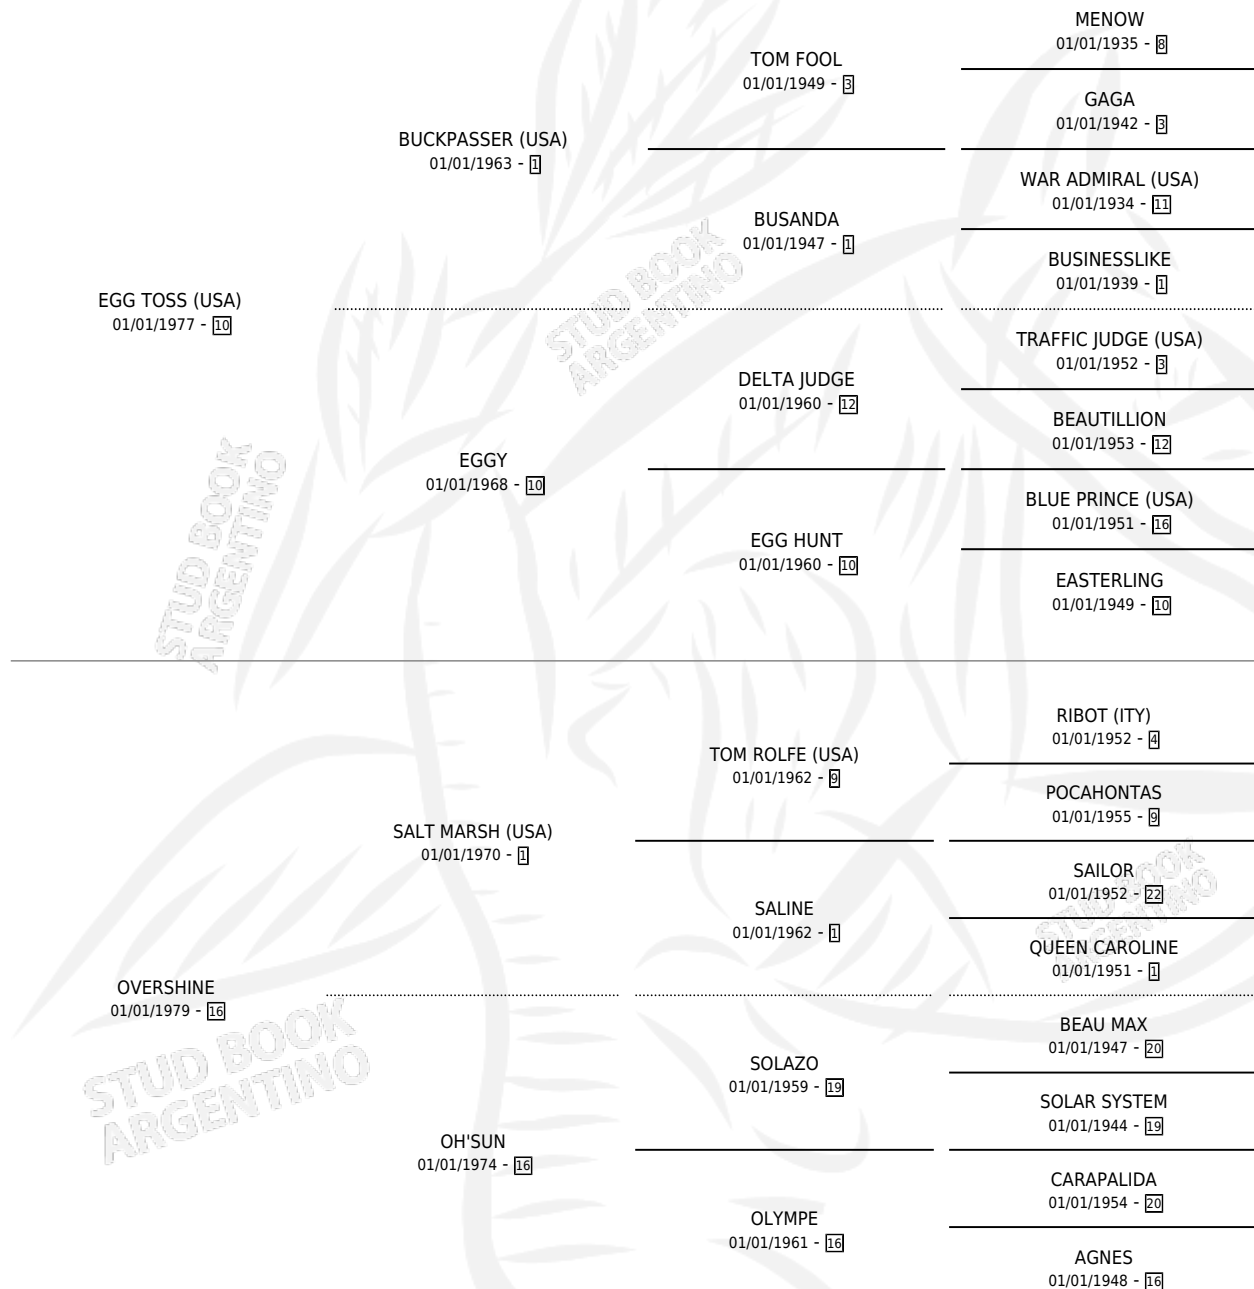 MENOW
01/01/1935 - 8
TOM FOOL
01/01/1949 - 3
GAGA
01/01/1942 - 3
BUCKPASSER (USA)
01/01/1963 - 1
WAR ADMIRAL (USA)
01/01/1934 - 11
BUSANDA
01/01/1947 - 1
BUSINESSLIKE
01/01/1939 - 1
EGG TOSS (USA)
01/01/1977 - 10
TRAFFIC JUDGE (USA)
01/01/1952 - 3
DELTA JUDGE
01/01/1960 - 12
BEAUTILLION
01/01/1953 - 12
EGGY
01/01/1968 - 10
BLUE PRINCE (USA)
01/01/1951 - 16
EGG HUNT
01/01/1960 - 10
EASTERLING
01/01/1949 - 10
STUD BOOK
ARGENTINO
STUD BOOK
ARGENTINO
RIBOT (ITY)
01/01/1952 - 4
TOM ROLFE (USA)
01/01/1962 - 9
POCAHONTAS
01/01/1955 - 9
SALT MARSH (USA)
01/01/1970 - 1
SAILOR
01/01/1952 - 22
SALINE
01/01/1962 - 1
QUEEN CAROLINE
01/01/1951 - 1
STUD BOOK
ARGENTINO
OVERSHINE
01/01/1979 - 16
BEAU MAX
01/01/1947 - 20
SOLAZO
01/01/1959 - 19
SOLAR SYSTEM
01/01/1944 - 19
STUD BOOK
ARGENTINO
OH'SUN
01/01/1974 - 16
CARAPALIDA
01/01/1954 - 20
OLYMPE
01/01/1961 - 16
AGNES
01/01/1948 - 16